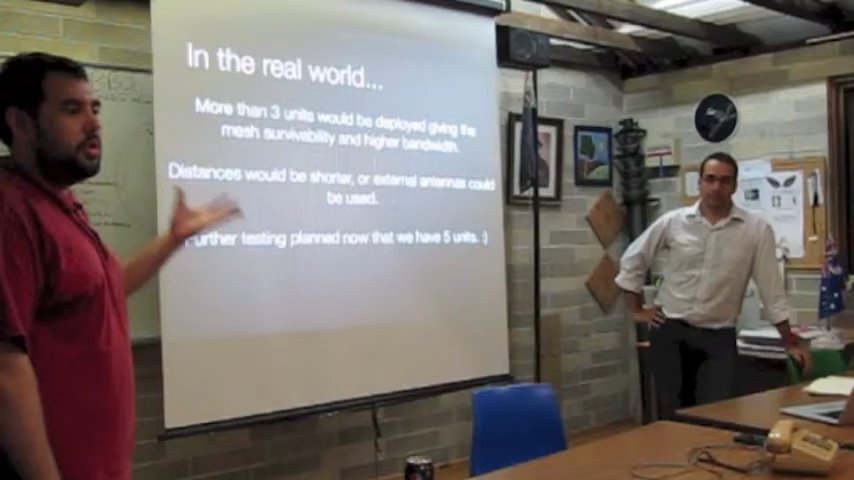 In the real world...
More than 3 units would be deployed giving the
mesh survivability and higher bandwidth.
Distances would be shorter, or external antennas could
be used.
Further testing planned now that we have 5 units. :)